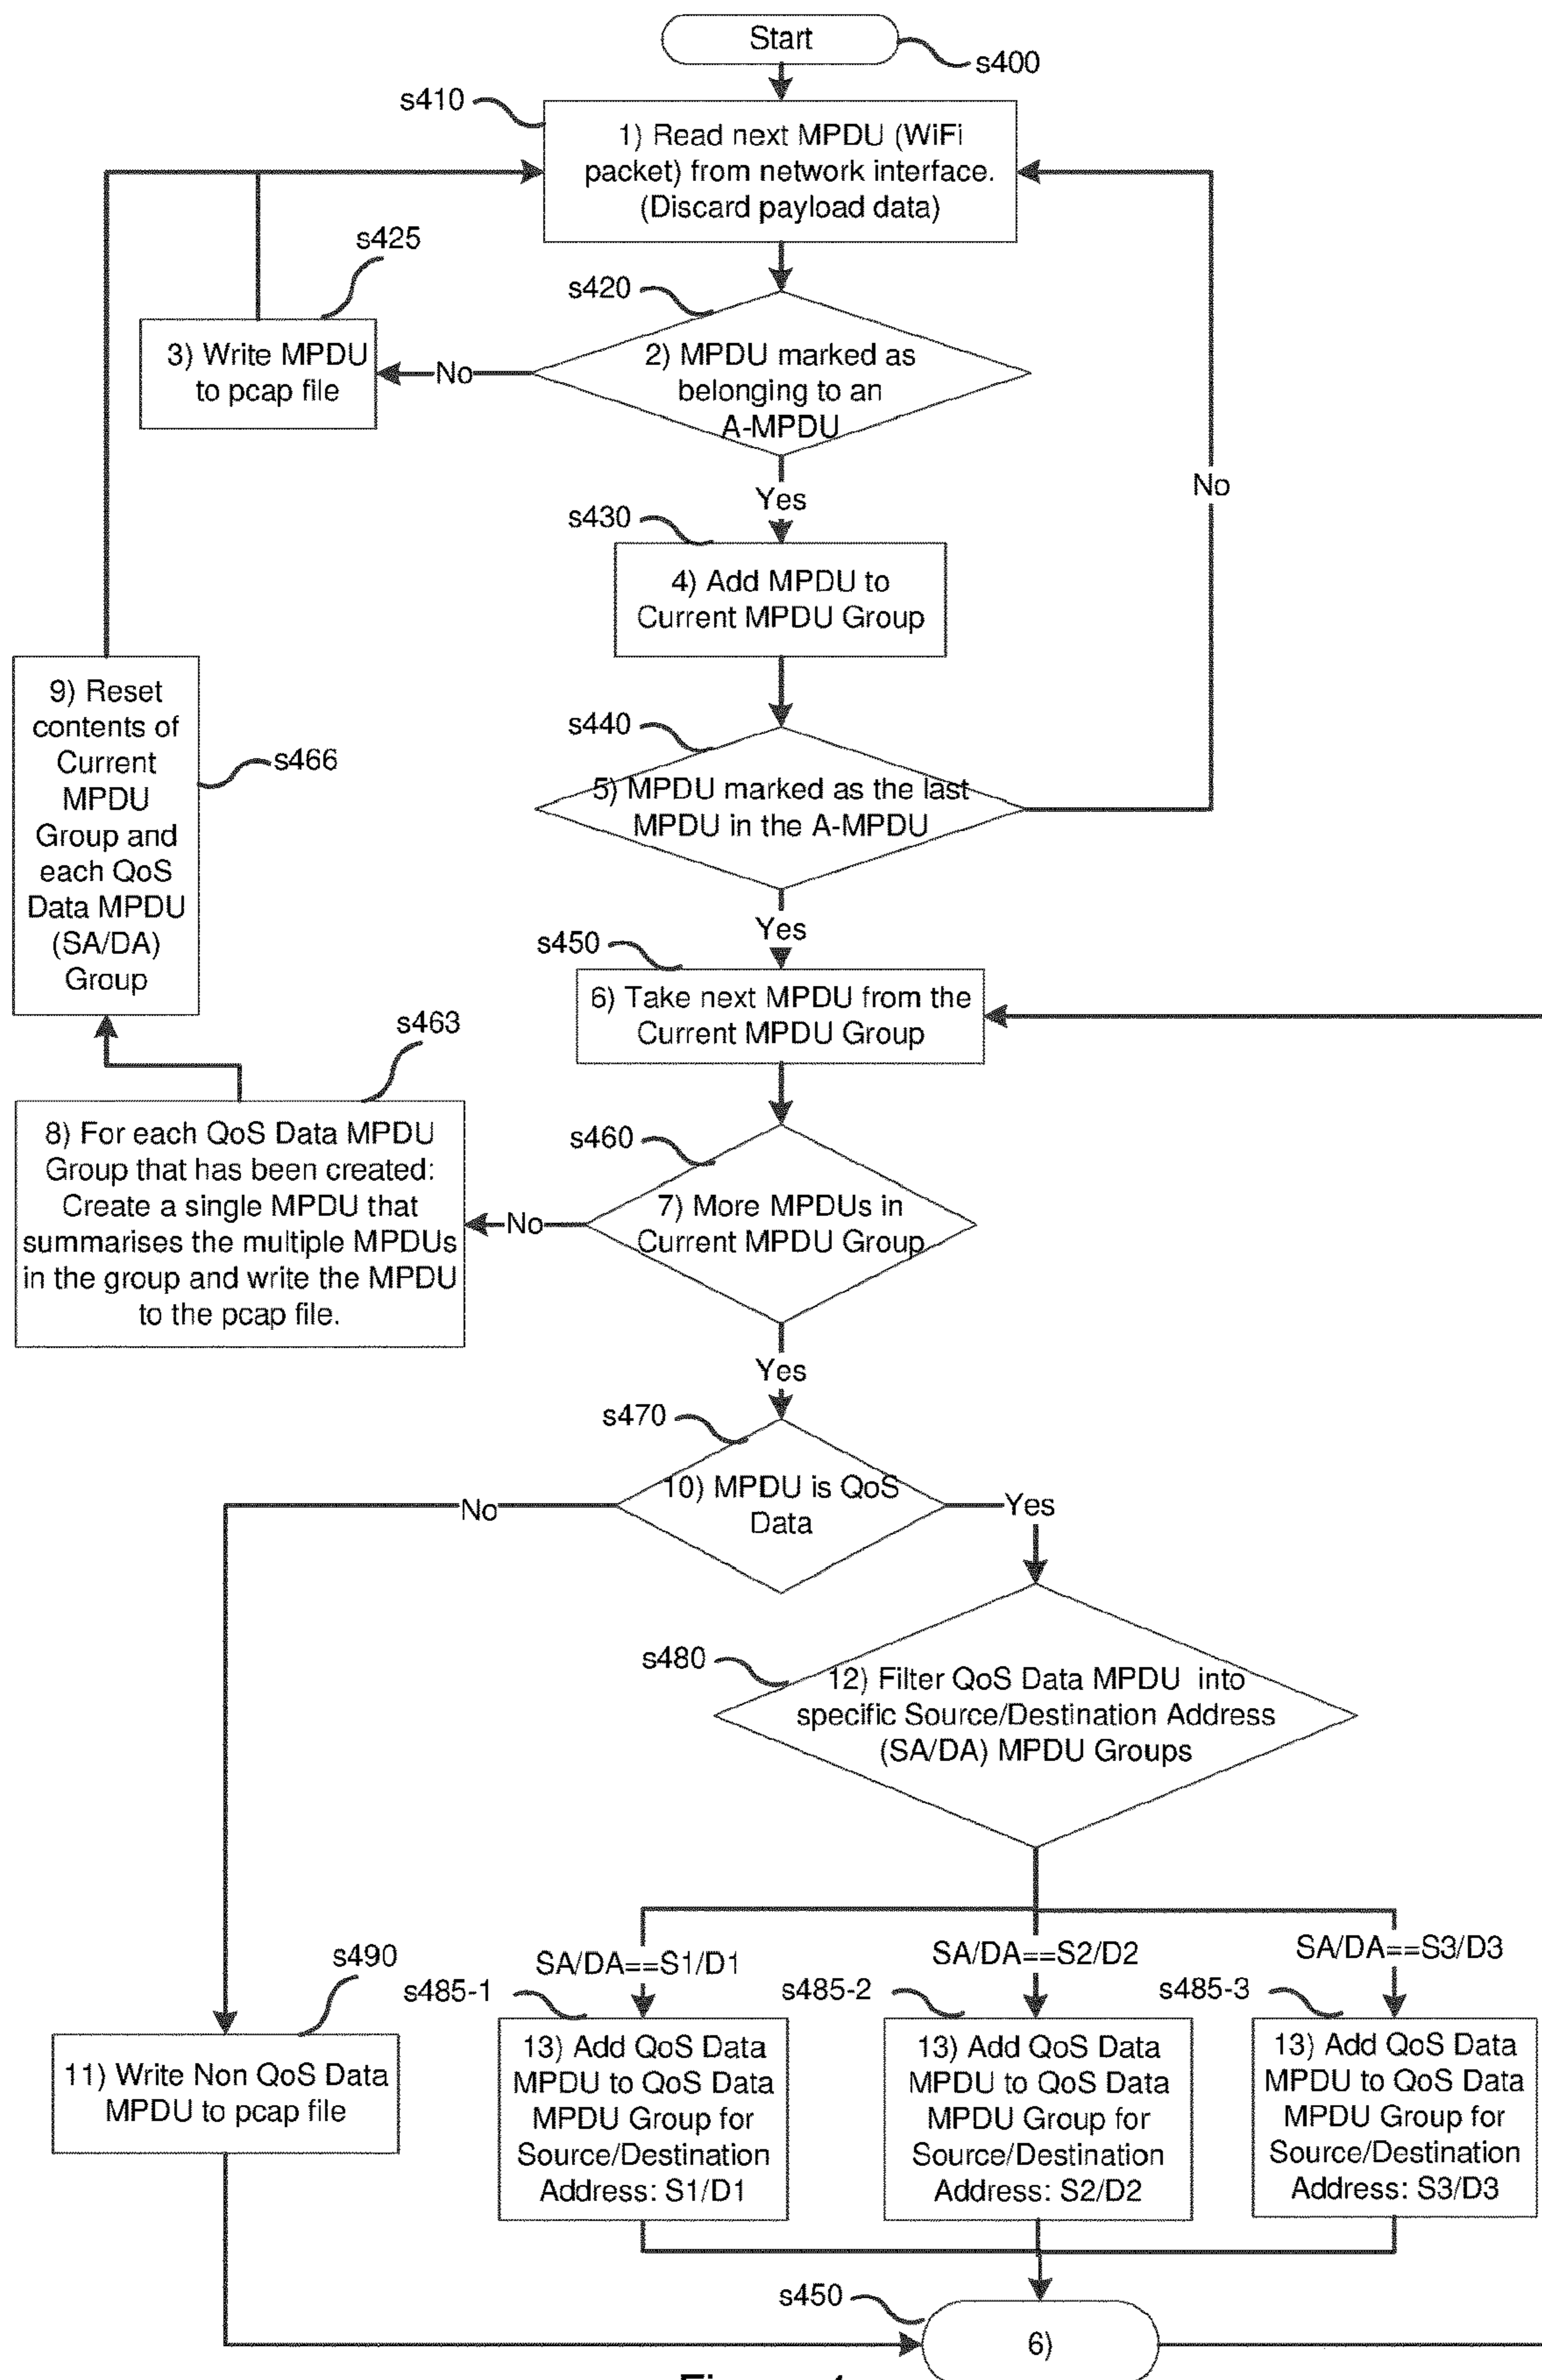 Start
s400
s410
1) Read next MPDU (WiFi
packet) from network interface.
(Discard payload data)
s425
s420
3) Write MPDU
to pcap file
No
2) MPDU marked as
belonging to an
A-MPDU
No
Yes
s430
4) Add MPDU to
Current MPDU Group
9) Reset
contents of
Current
MPDU
Group and
each QoS
Data MPDU
(SA/DA)
Group
s466
s440
5) MPDU marked as the last
MPDU in the A-MPDU
Yes
s450
6) Take next MPDU from the
Current MPDU Group
s463
8) For each QoS Data MPDU
Group that has been created:
Create a single MPDU that
summarises the multiple MPDUs
in the group and write the MPDU
to the pcap file.
s460
No
7) More MPDUs in
Current MPDU Group
Yes
s470
10) MPDU is QoS
Data
No
Yes
s480
12) Filter QoS Data MPDU into
specific Source/Destination Address
(SA/DA) MPDU Groups
s490
SA/DA==S1/D1
SA/DA==S2/D2
SA/DA==S3/D3
s485-1
s485-2
s485-3
11) Write Non QoS Data
MPDU to pcap file
13) Add QoS Data
MPDU to QoS Data
MPDU Group for
Source/Destination
Address: S1/D1
13) Add QoS Data
MPDU to QoS Data
MPDU Group for
Source/Destination
Address: S2/D2
13) Add QoS Data
MPDU to QoS Data
MPDU Group for
Source/Destination
Address: S3/D3
s450
6)